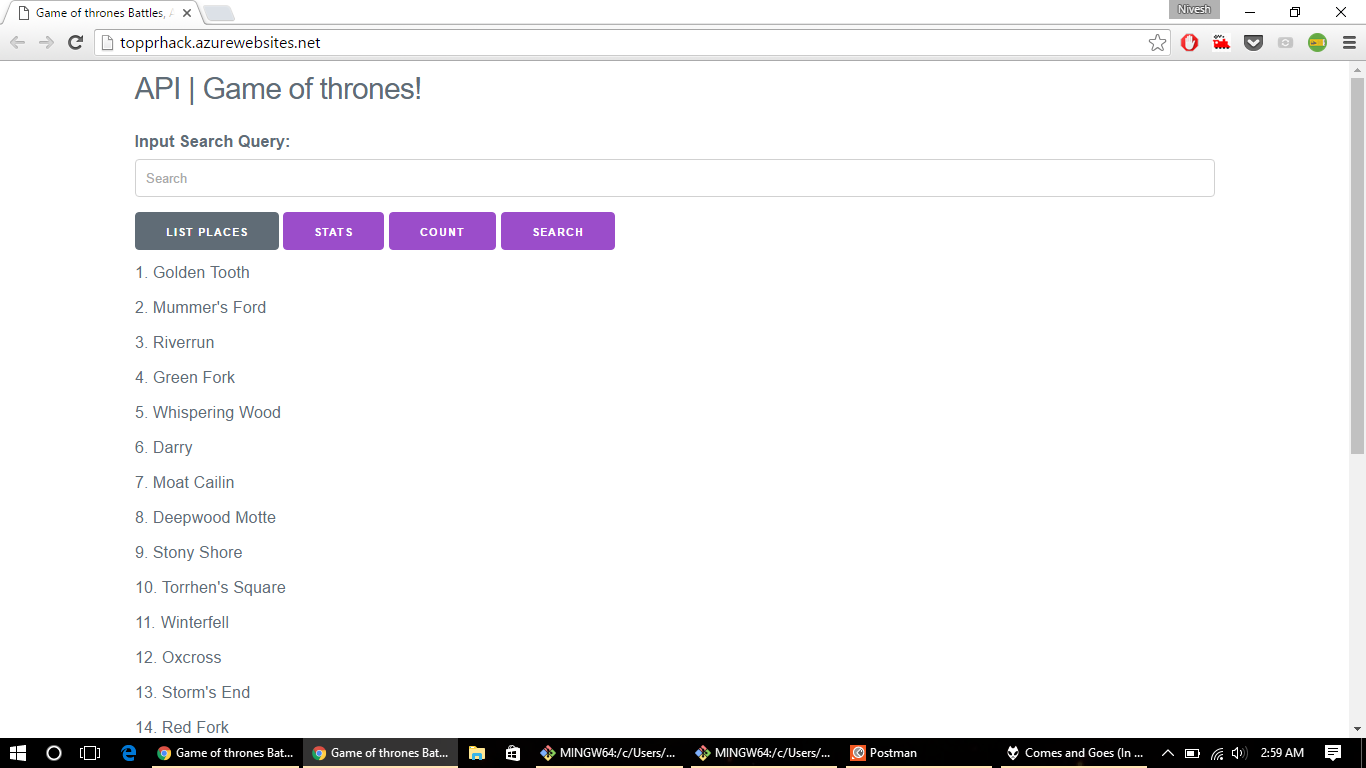 Game of thrones Battles, A
Nivesh
topprhack.azurewebsites.net
API | Game of thrones!
Input Search Query:
Search
LIST PLACES STATS COUNT SEARCH
1. Golden Tooth
2. Mummer's Ford
3. Riverrun
4. Green Fork
5. Whispering Wood
6. Darry
7. Moat Cailin
8. Deepwood Motte
9. Stony Shore
10. Torrhen's Square
11. Winterfell
12. Oxcross
13. Storm's End
14. Red Fork
Game of thrones Bat... Game of thrones Bat... MINGW64:/c/Users/... MINGW64:/c/Users/... Postman Comes and Goes (In ... 2:59 AM